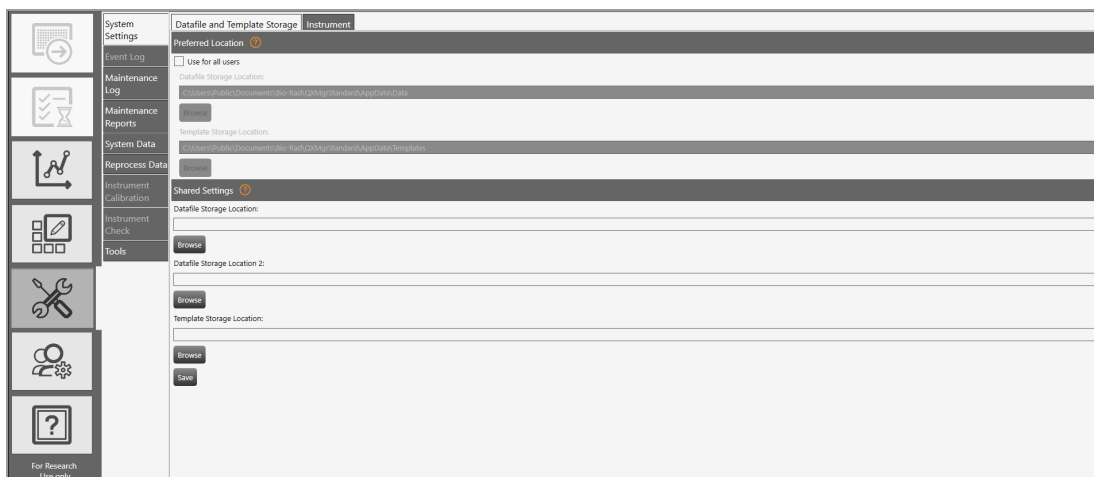 System
Settings
Event Log
Maintenance
Log
Maintenance
Reports
System Data
Reprocess Data
Instrument
Calibration
Instrument
Check
Tools
Datafile and Template Storage
Instrument
Preferred Location ?
Use for all users
Datafile Storage Location:
C:\Users\Public\Documents\Bio-Rad\QXMgrStandard\AppData\Data
Browse
Template Storage Location:
C:\Users\Public\Documents\Bio-Rad\QXMgrStandard\AppData\Templates
Browse
Shared Settings ?
Datafile Storage Location:
Browse
Datafile Storage Location 2:
Browse
Template Storage Location:
Browse
Save
?
For Research
Use only